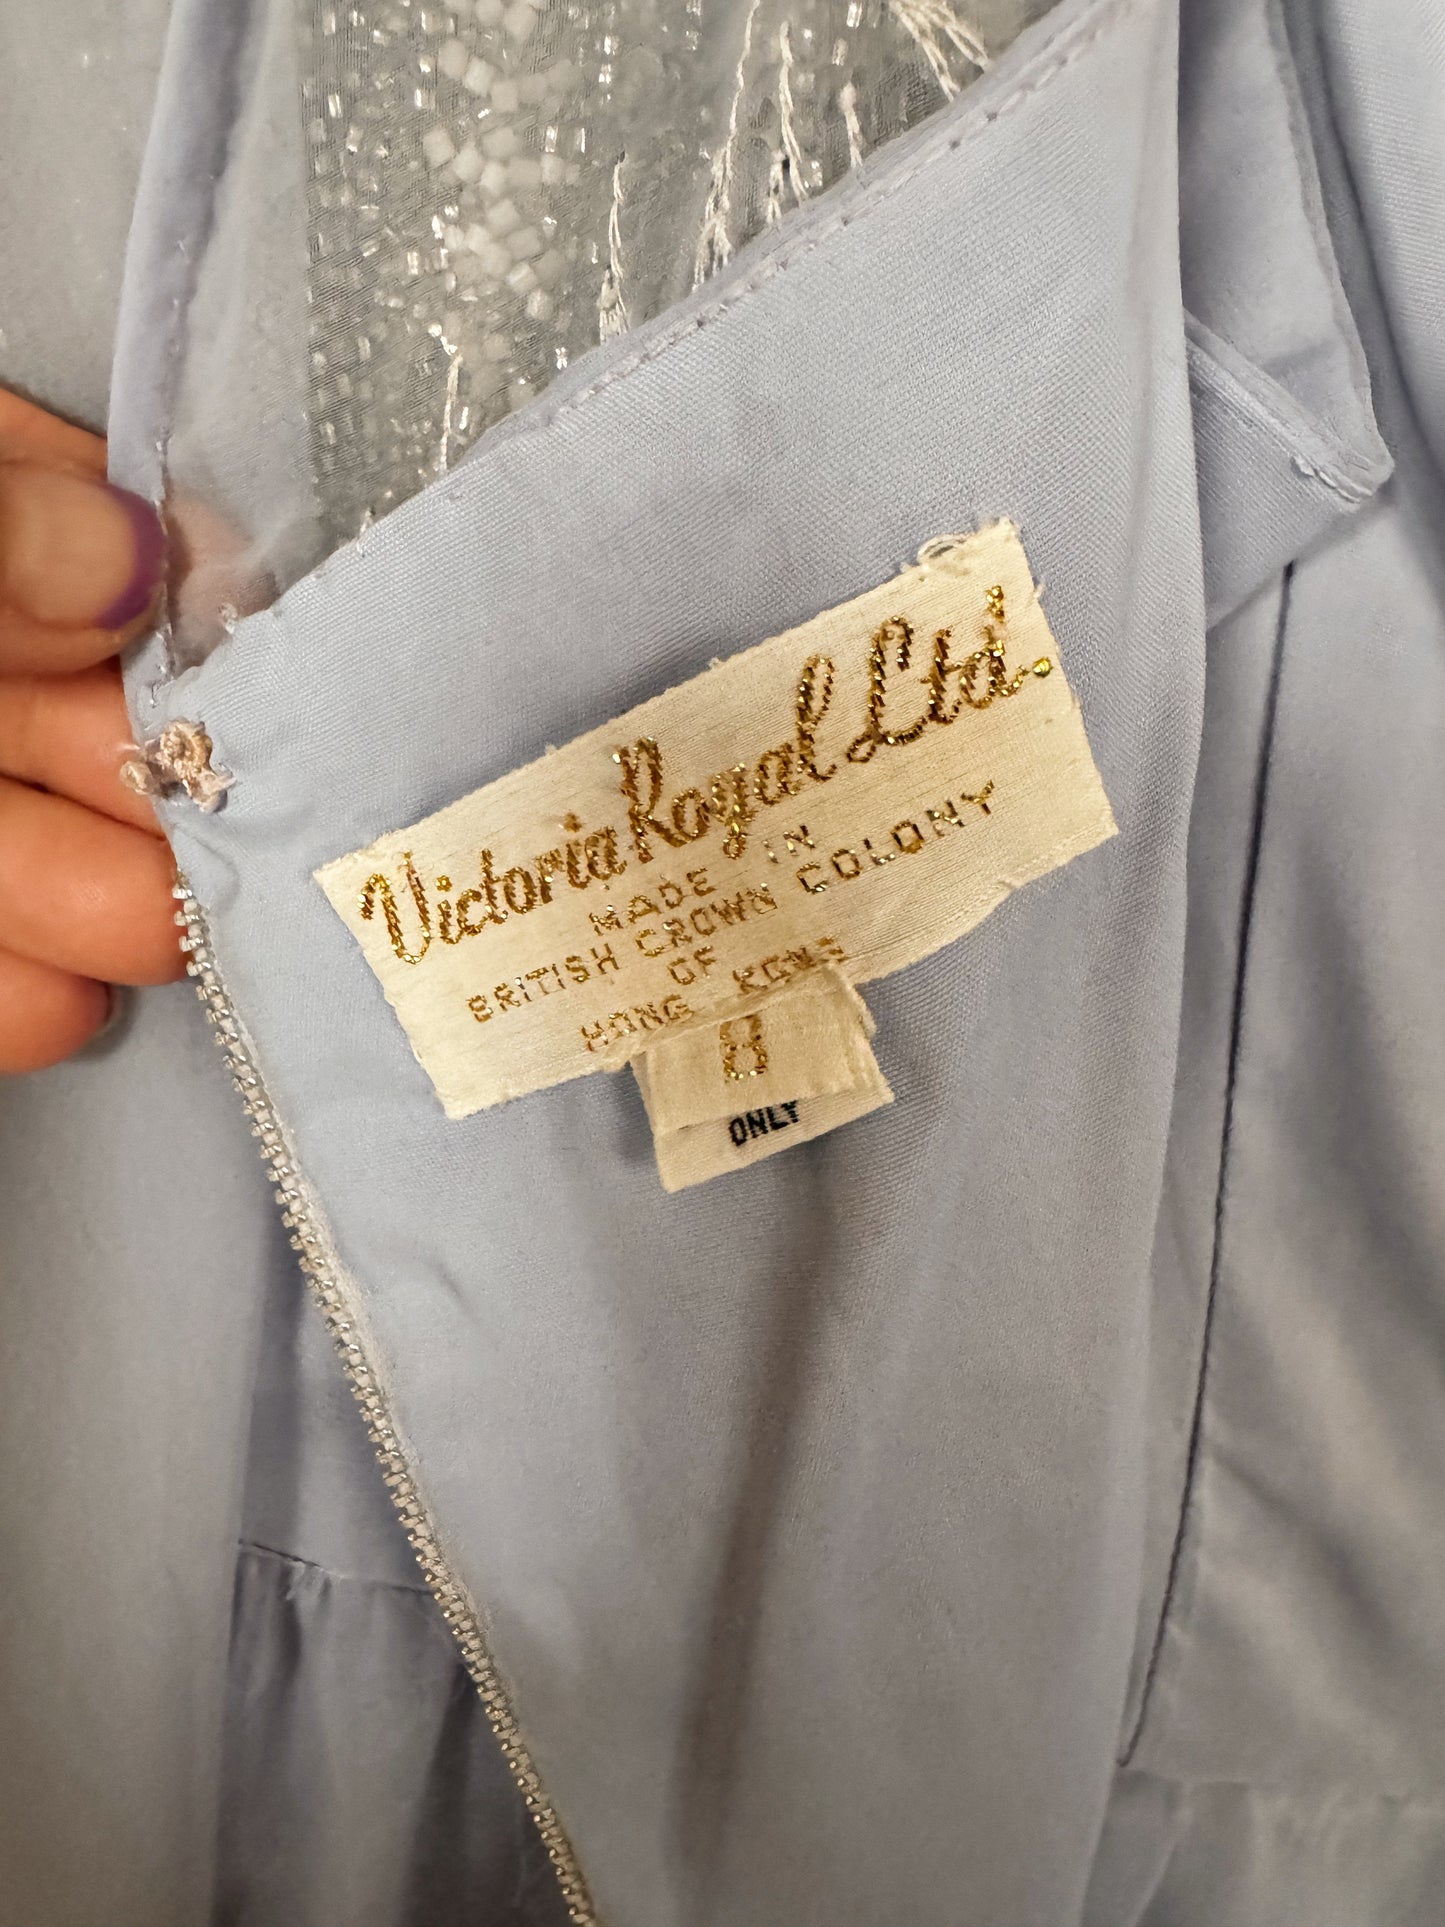 Victoria Royal Ltd.
MADE IN
BRITISH CROWN COLONY
OF
HONG KONG
8
ONLY